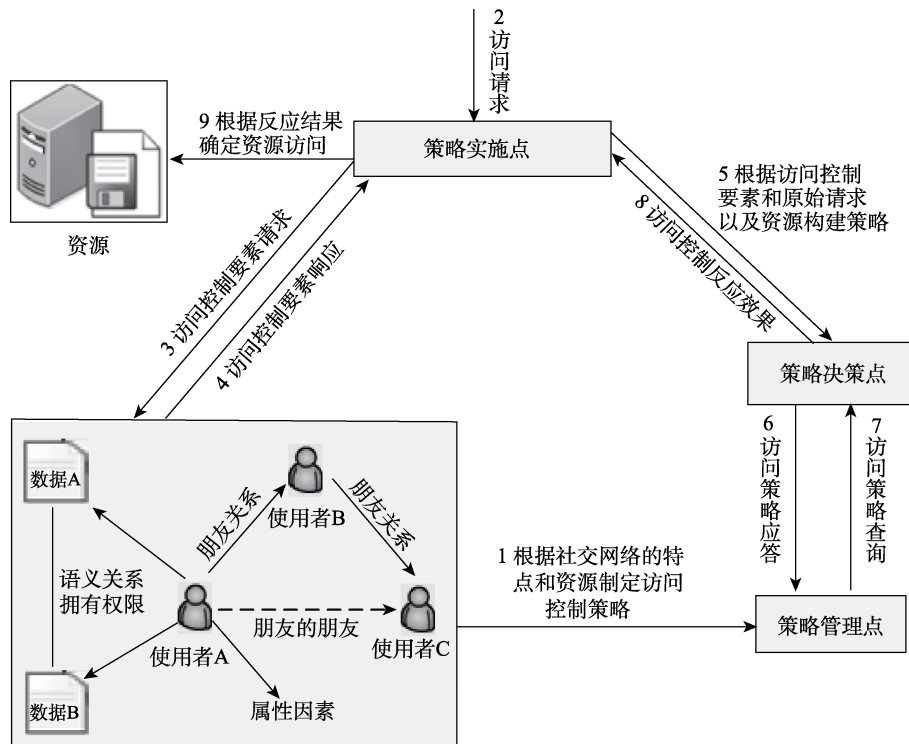 2 访问请求
9 根据反应结果
确定资源访问
策略实施点
资源
5 根据访问控制
要素和原始请求
以及资源构建策略
8 访问控制反应效果
3 访问控制要素请求
4 访问控制要素响应
策略决策点
6 访问策略应答
7 访问策略查询
数据A
使用者B
朋友关系
朋友关系
语义关系
拥有权限
使用者A
朋友的朋友
使用者C
数据B
属性因素
1 根据社交网络的特
点和资源制定访问
控制策略
策略管理点